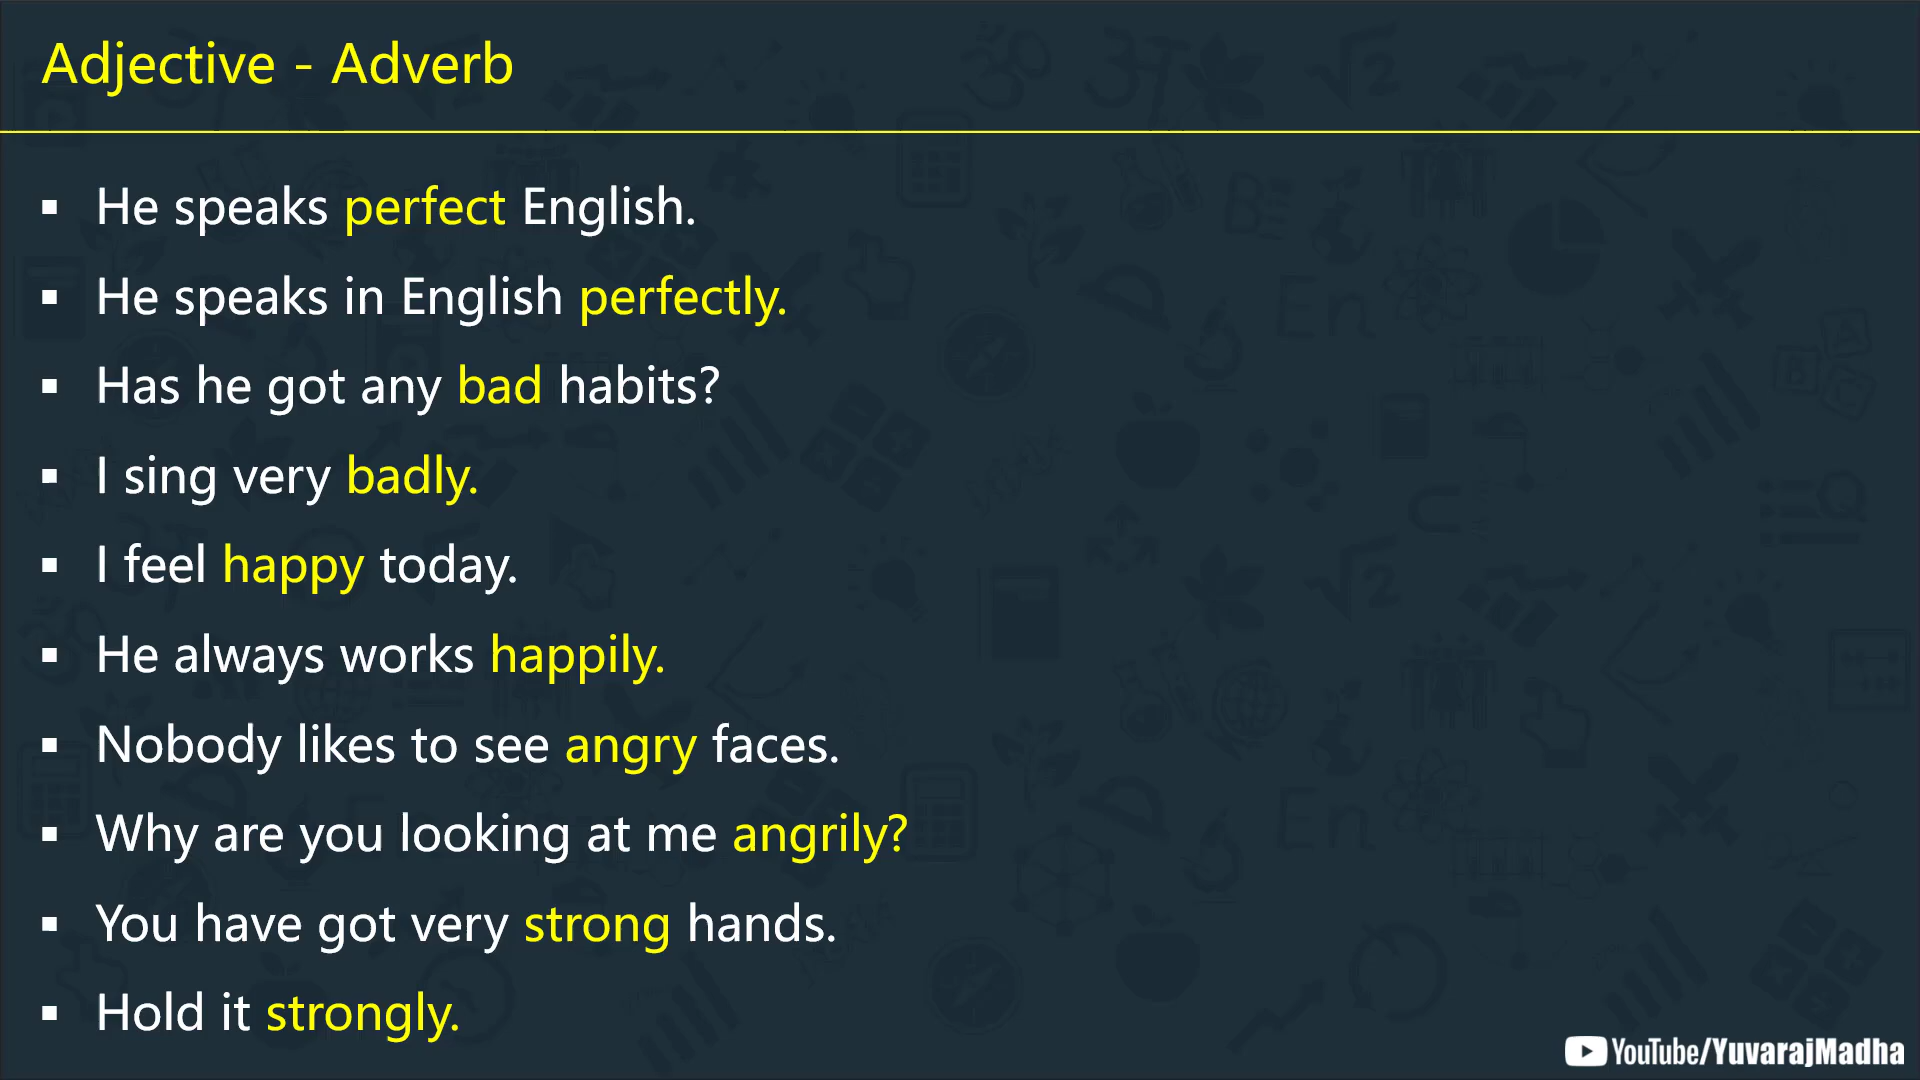 Adjective - Adverb
▪ He speaks perfect English.
▪ He speaks in English perfectly.
▪ Has he got any bad habits?
▪ I sing very badly.
▪ I feel happy today.
▪ He always works happily.
▪ Nobody likes to see angry faces.
▪ Why are you looking at me angrily?
▪ You have got very strong hands.
▪ Hold it strongly.
YouTube/YuvarajMadha